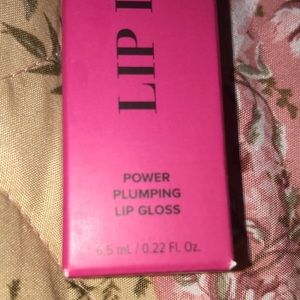 LIP
POWER
PLUMPING
LIP GLOSS
6.5 mL / 0.22 Fl. Oz.